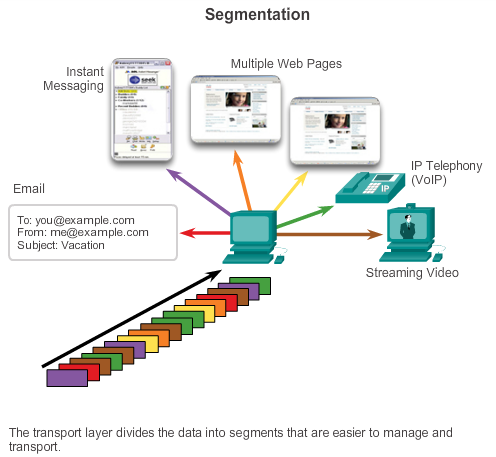 Segmentation
Instant
Messaging
Multiple Web Pages
IP Telephony
(VoIP)
IP
Email
To: you@example.com
From: me@example.com
Subject: Vacation
Streaming Video
The transport layer divides the data into segments that are easier to manage and
transport.